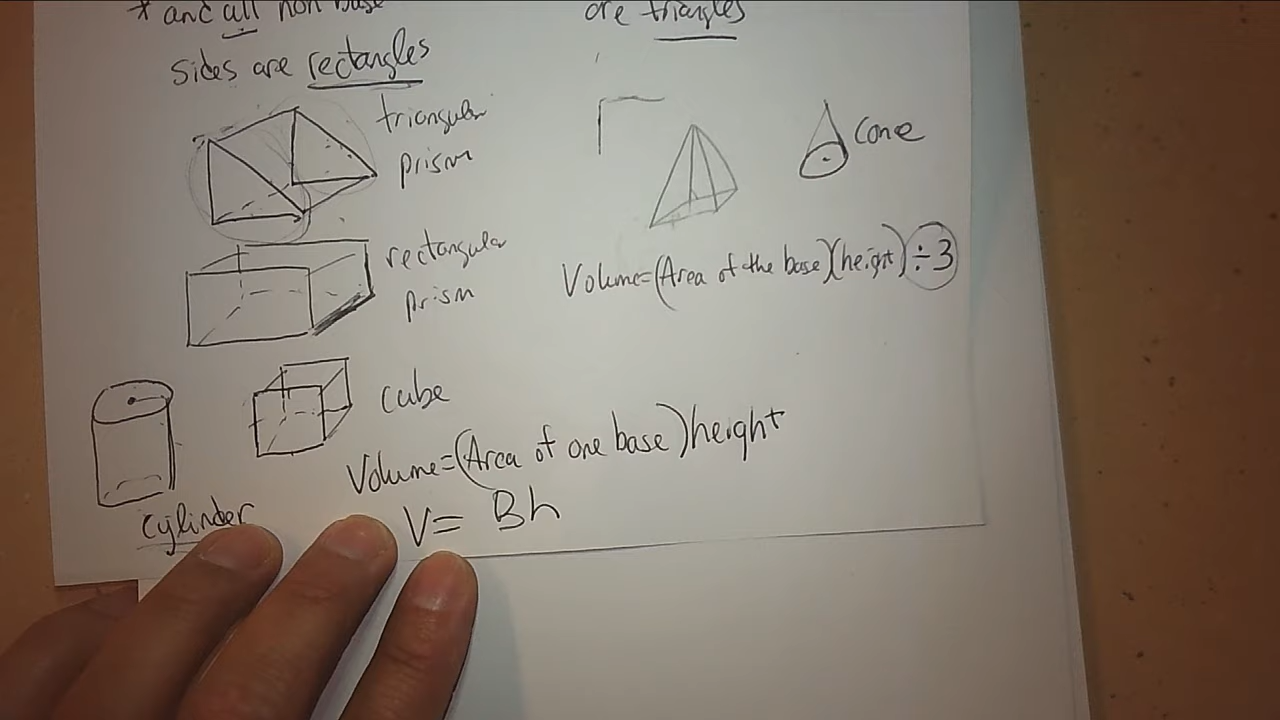 * and all non base
sides are rectangles
triangular
prism
rectangular
prism
cube
cylinder
Volume=(Area of one base)height
V= Bh
are triangles
cone
Volume=(Area of the base)(height)÷3